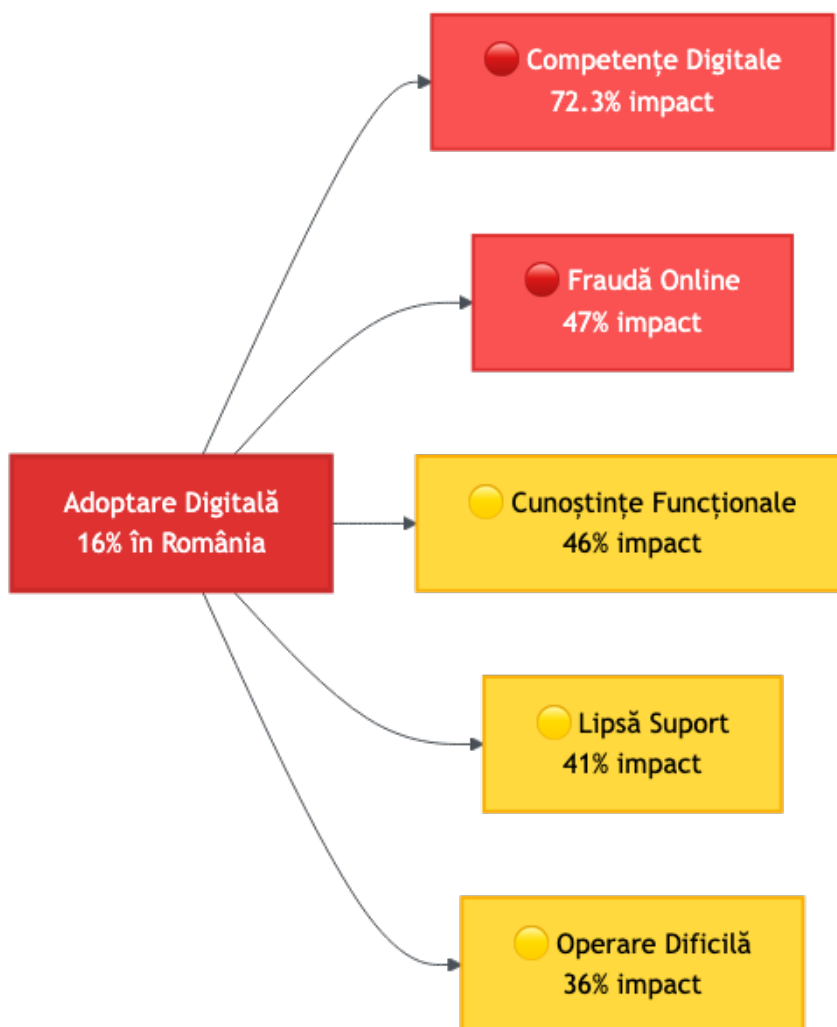 🔴 Competențe Digitale
72.3% impact
🔴 Fraudă Online
47% impact
Adoptare Digitală
16% în România
🟡 Cunoștințe Funcționale
46% impact
🟡 Lipsă Suport
41% impact
🟡 Operare Dificilă
36% impact